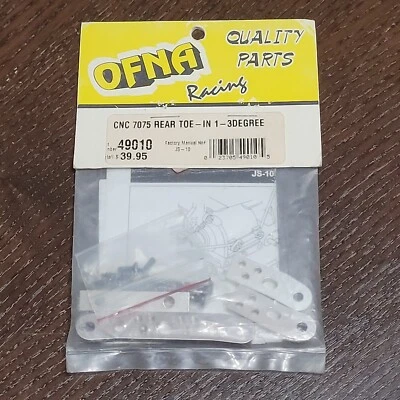 OFNA
QUALITY
PARTS
Racing
CNC 7075 REAR TOE-IN 1-3DEGREE
49010
Factory Manual Item
$ 39.95
JS-10
JS-10